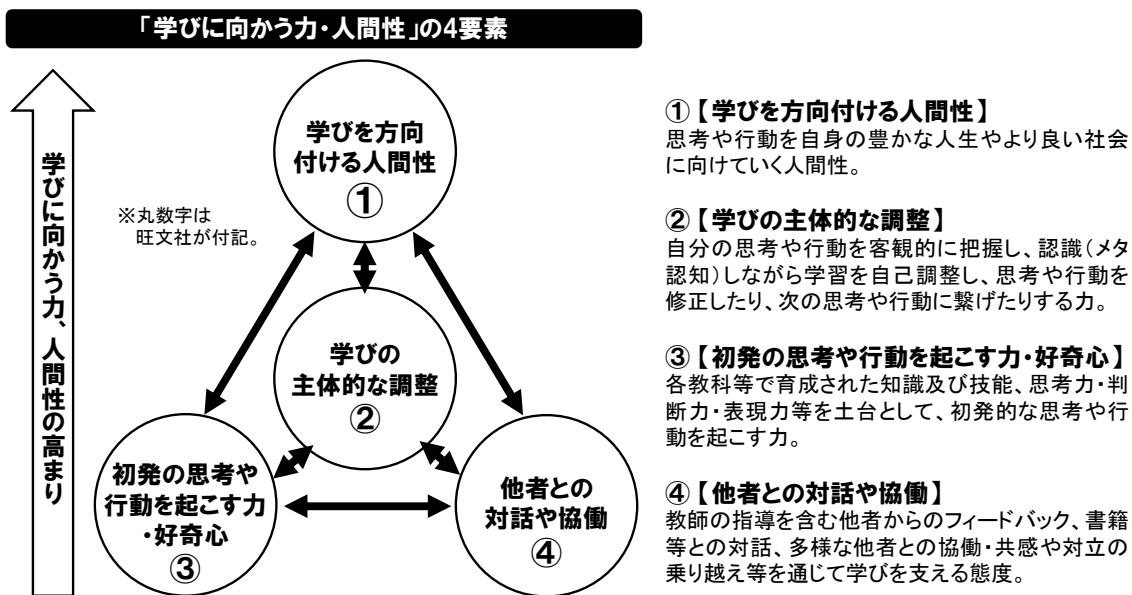 「学びに向かう力・人間性」の4要素
学びに向かう力、人間性の高まり
※丸数字は
旺文社が付記。
学びを方向
付ける人間性
①
学びの
主体的な調整
②
初発の思考や
行動を起こす力
・好奇心
③
他者との
対話や協働
④
①【学びを方向付ける人間性】
思考や行動を自身の豊かな人生やより良い社会
に向けていく人間性。
②【学びの主体的な調整】
自分の思考や行動を客観的に把握し、認識(メタ
認知)しながら学習を自己調整し、思考や行動を
修正したり、次の思考や行動に繋げたりする力。
③【初発の思考や行動を起こす力・好奇心】
各教科等で育成された知識及び技能、思考力・判
断力・表現力等を土台として、初発的な思考や行
動を起こす力。
④【他者との対話や協働】
教師の指導を含む他者からのフィードバック、書籍
等との対話、多様な他者との協働・共感や対立の
乗り越え等を通じて学びを支える態度。